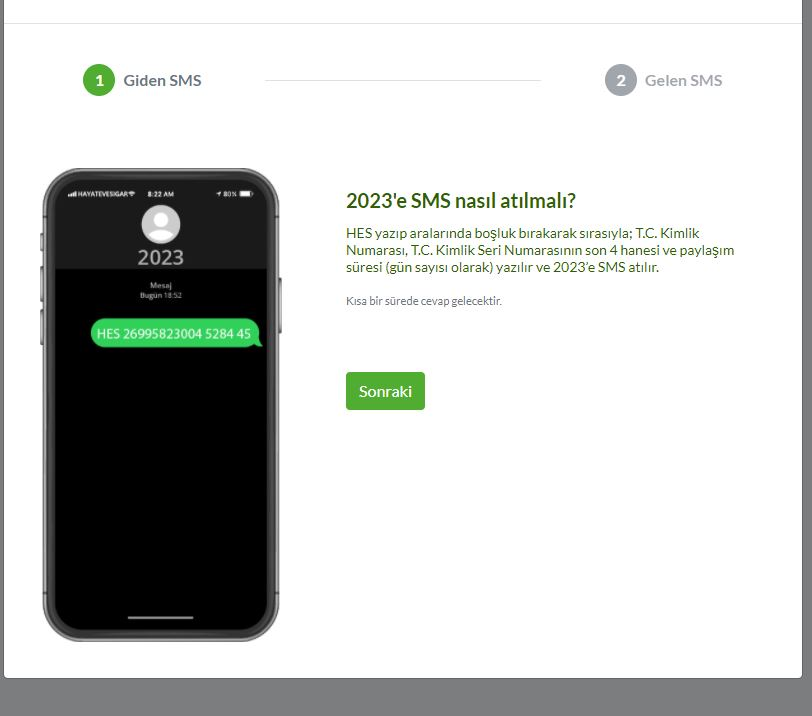 1 Giden SMS
2 Gelen SMS
HAYATEVESIGAR 8:22 AM 80%
2023
Mesaj
Bugün 18:52
HES 26995823004 5284 45
2023'e SMS nasıl atılmalı?
HES yazıp aralarında boşluk bırakarak sırasıyla; T.C. Kimlik
Numarası, T.C. Kimlik Seri Numarasının son 4 hanesi ve paylaşım
süresi (gün sayısı olarak) yazılır ve 2023’e SMS atılır.
Kısa bir sürede cevap gelecektir.
Sonraki